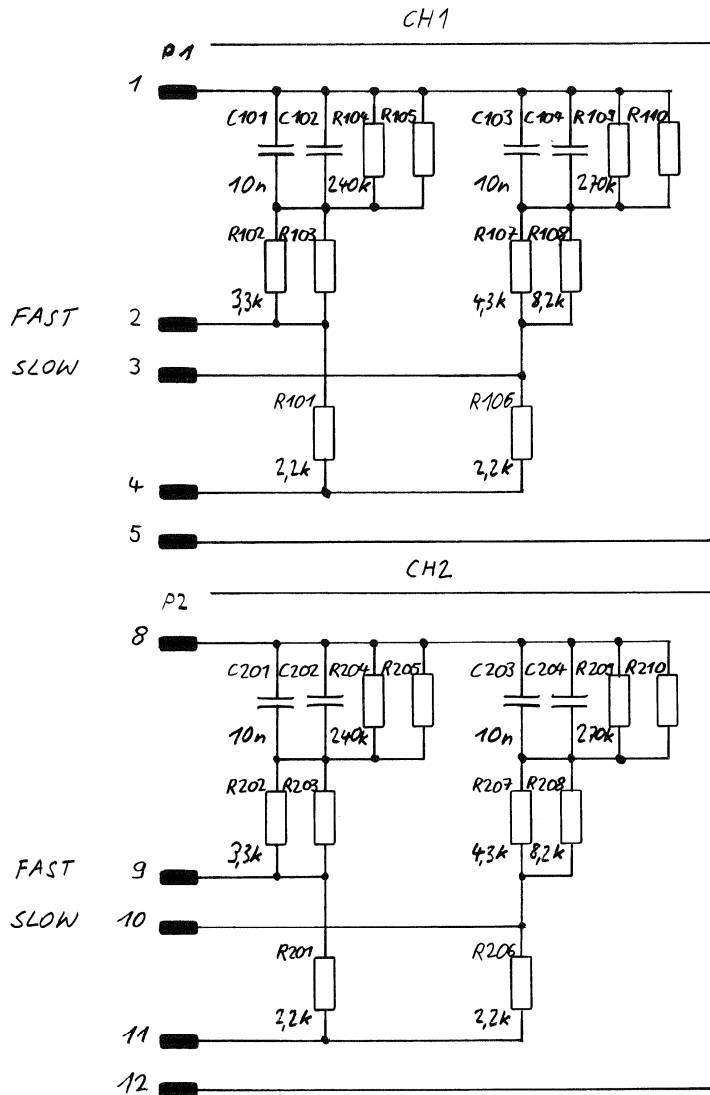 CH1
P1
1
C101 C102 R104 R105 C103 C104 R109 R110
10n 240k 10n 270k
R102 R103 R107 R108
3,3k 4,3k 8,2k
FAST 2
SLOW 3
R101 R106
2,2k 2,2k
4
5
CH2
P2
8
C201 C202 R204 R205 C203 C204 R209 R210
10n 240k 10n 270k
R202 R203 R207 R208
3,3k 4,3k 8,2k
FAST 9
SLOW 10
R201 R206
2,2k 2,2k
11
12